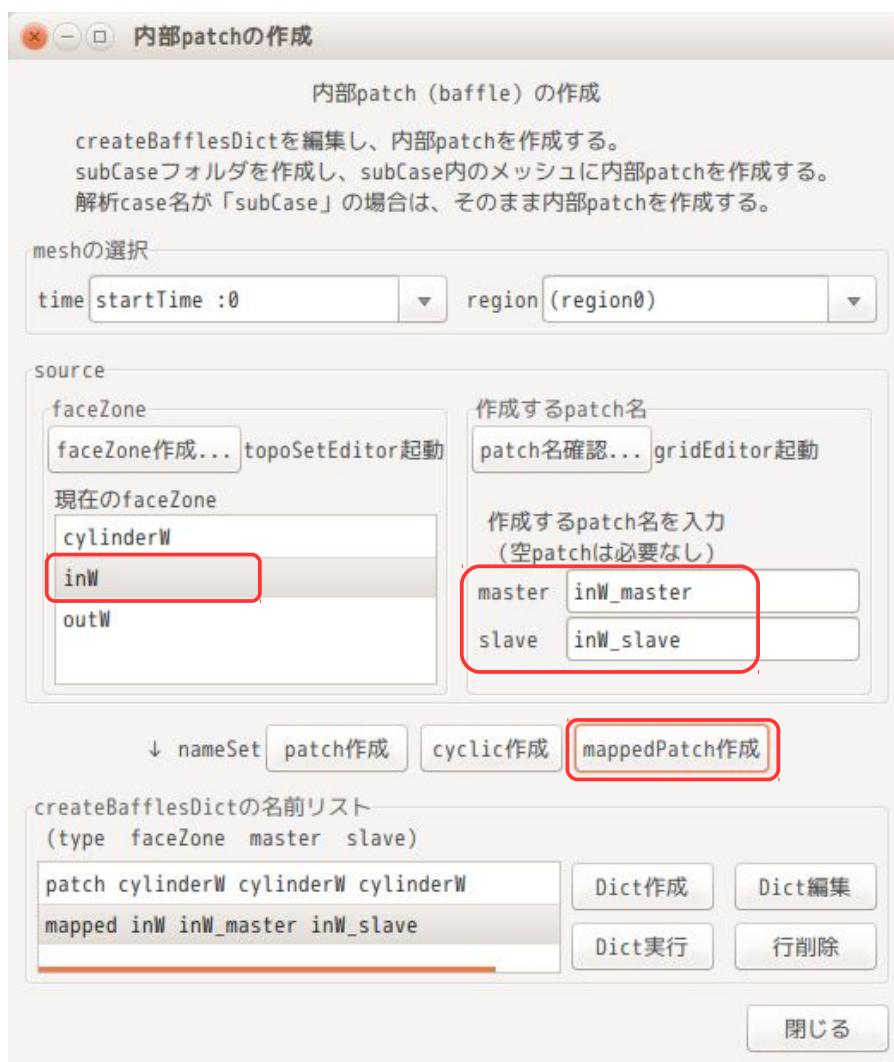 内部patchの作成
内部patch (baffle) の作成
createBafflesDictを編集し、内部patchを作成する。
subCaseフォルダを作成し、subCase内のメッシュに内部patchを作成する。
解析case名が「subCase」の場合は、そのまま内部patchを作成する。
meshの選択
time startTime :0 region (region0)
source
faceZone
faceZone作成... topoSetEditor起動
現在のfaceZone
cylinderW
inW
outW
作成するpatch名
patch名確認... gridEditor起動
作成するpatch名を入力
(空patchは必要なし)
master inW_master
slave inW_slave
↓ nameSet patch作成 cyclic作成 mappedPatch作成
createBafflesDictの名前リスト
(type faceZone master slave)
patch cylinderW cylinderW cylinderW
mapped inW inW_master inW_slave
Dict作成 Dict編集
Dict実行 行削除
閉じる